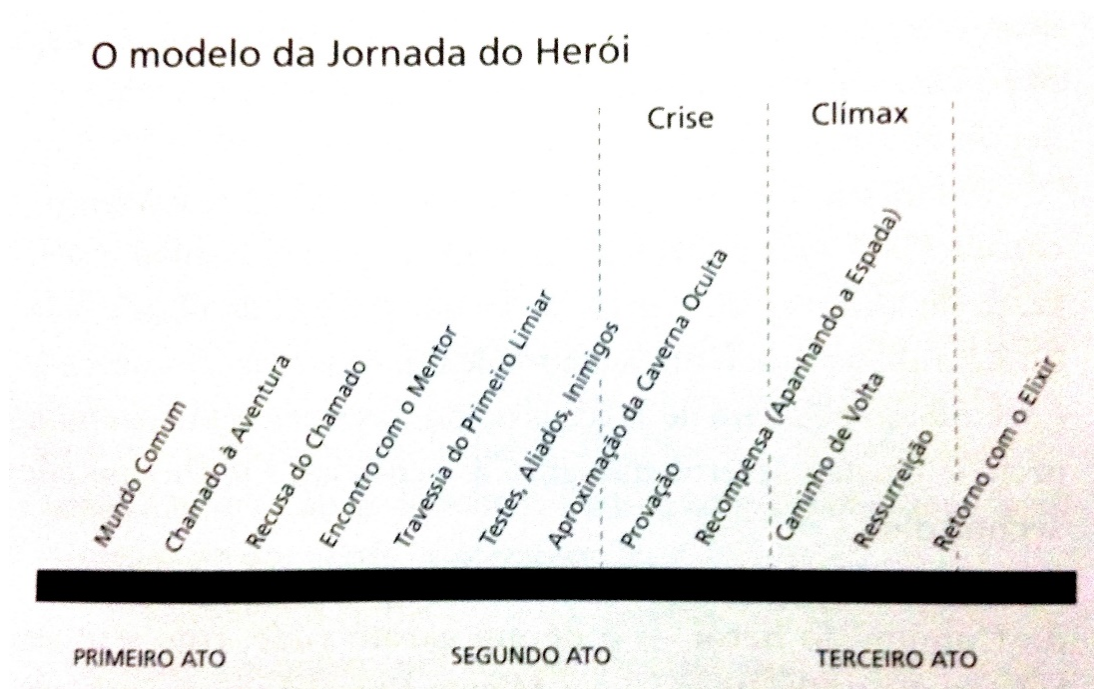 O modelo da Jornada do Herói
Crise
Clímax
Mundo Comum
Chamado à Aventura
Recusa do Chamado
Encontro com o Mentor
Travessia do Primeiro Limiar
Testes, Aliados, Inimigos
Aproximação da Caverna Oculta
Provação
Recompensa (Apanhando a Espada)
Caminho de Volta
Ressurreição
Retorno com o Elixir
PRIMEIRO ATO
SEGUNDO ATO
TERCEIRO ATO